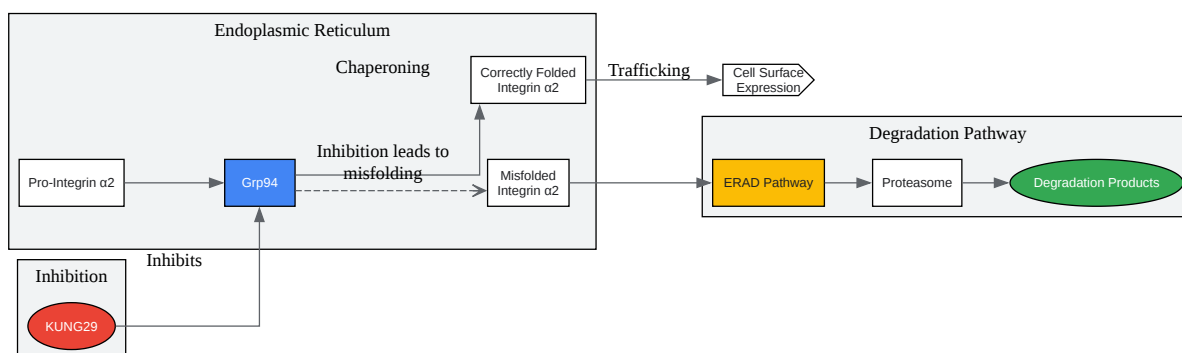 Endoplasmic Reticulum
Chaperoning
Correctly Folded
Integrin α2
Trafficking
Cell Surface
Expression
Degradation Pathway
Pro-Integrin α2
Grp94
Inhibition leads to
misfolding
Misfolded
Integrin α2
ERAD Pathway
Proteasome
Degradation Products
Inhibits
Inhibition
KUNG29